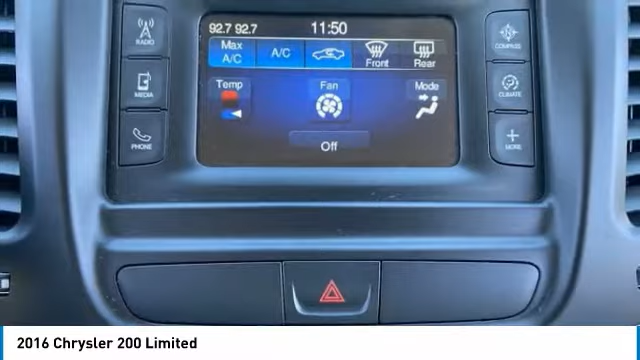 92.7 92.7 11:50
RADIO
MEDIA
PHONE
Max A/C
A/C
Front
Rear
Temp
Fan
Mode
Off
COMPASS
CLIMATE
MORE
2016 Chrysler 200 Limited